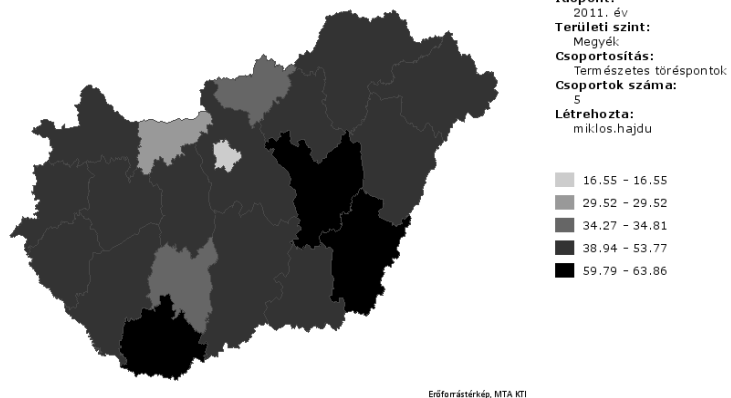 Időpont:
2011. év
Területi szint:
Megyék
Csoportosítás:
Természetes töréspontok
Csoportok száma:
5
Létrehozta:
miklos.hajdu
16.55 - 16.55
29.52 - 29.52
34.27 - 34.81
38.94 - 53.77
59.79 - 63.86
Erőforrástérkép, MTA KTI